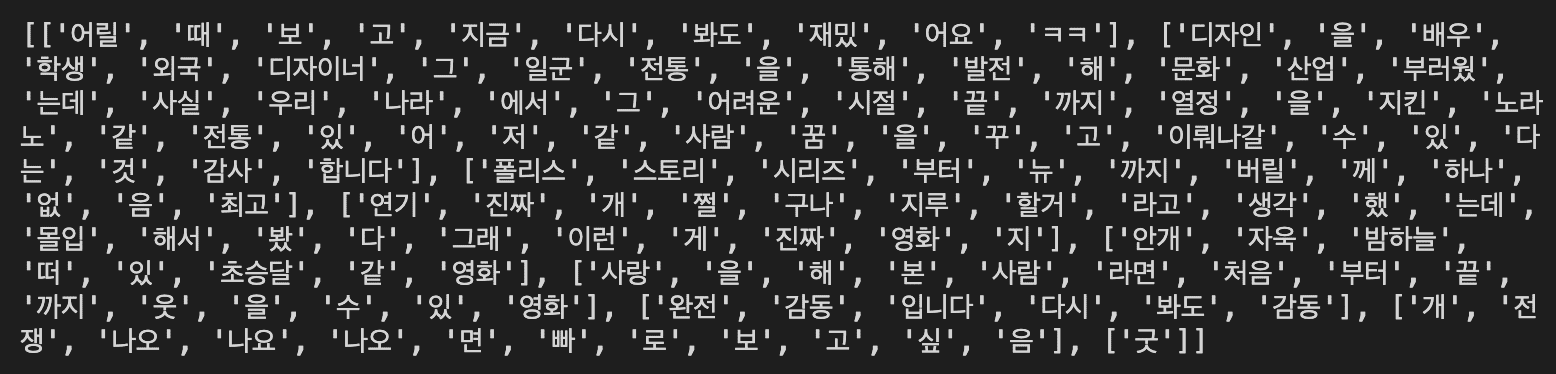 [['어릴', '때', '보', '고', '지금', '다시', '봐도', '재밌', '어요', 'ㅋㅋ'], ['디자인', '을', '배우',
'학생', '외국', '디자이너', '그', '일군', '전통', '을', '통해', '발전', '해', '문화', '산업', '부러웠',
'는데', '사실', '우리', '나라', '에서', '그', '어려운', '시절', '끝', '까지', '열정', '을', '지킨', '노라
노', '같', '전통', '있', '어', '저', '같', '사람', '꿈', '을', '꾸', '고', '이뤄나갈', '수', '있', '다
는', '것', '감사', '합니다'], ['폴리스', '스토리', '시리즈', '부터', '뉴', '까지', '버릴', '께', '하나',
'없', '음', '최고'], ['연기', '진짜', '개', '쩔', '구나', '지루', '할거', '라고', '생각', '했', '는데',
'몰입', '해서', '봤', '다', '그래', '이런', '게', '진짜', '영화', '지'], ['안개', '자욱', '밤하늘',
'떠', '있', '초승달', '같', '영화'], ['사랑', '을', '해', '본', '사람', '라면', '처음', '부터', '끝',
'까지', '웃', '을', '수', '있', '영화'], ['완전', '감동', '입니다', '다시', '봐도', '감동'], ['개', '전
쟁', '나오', '나요', '나오', '면', '빠', '로', '보', '고', '싶', '음'], ['굿']]